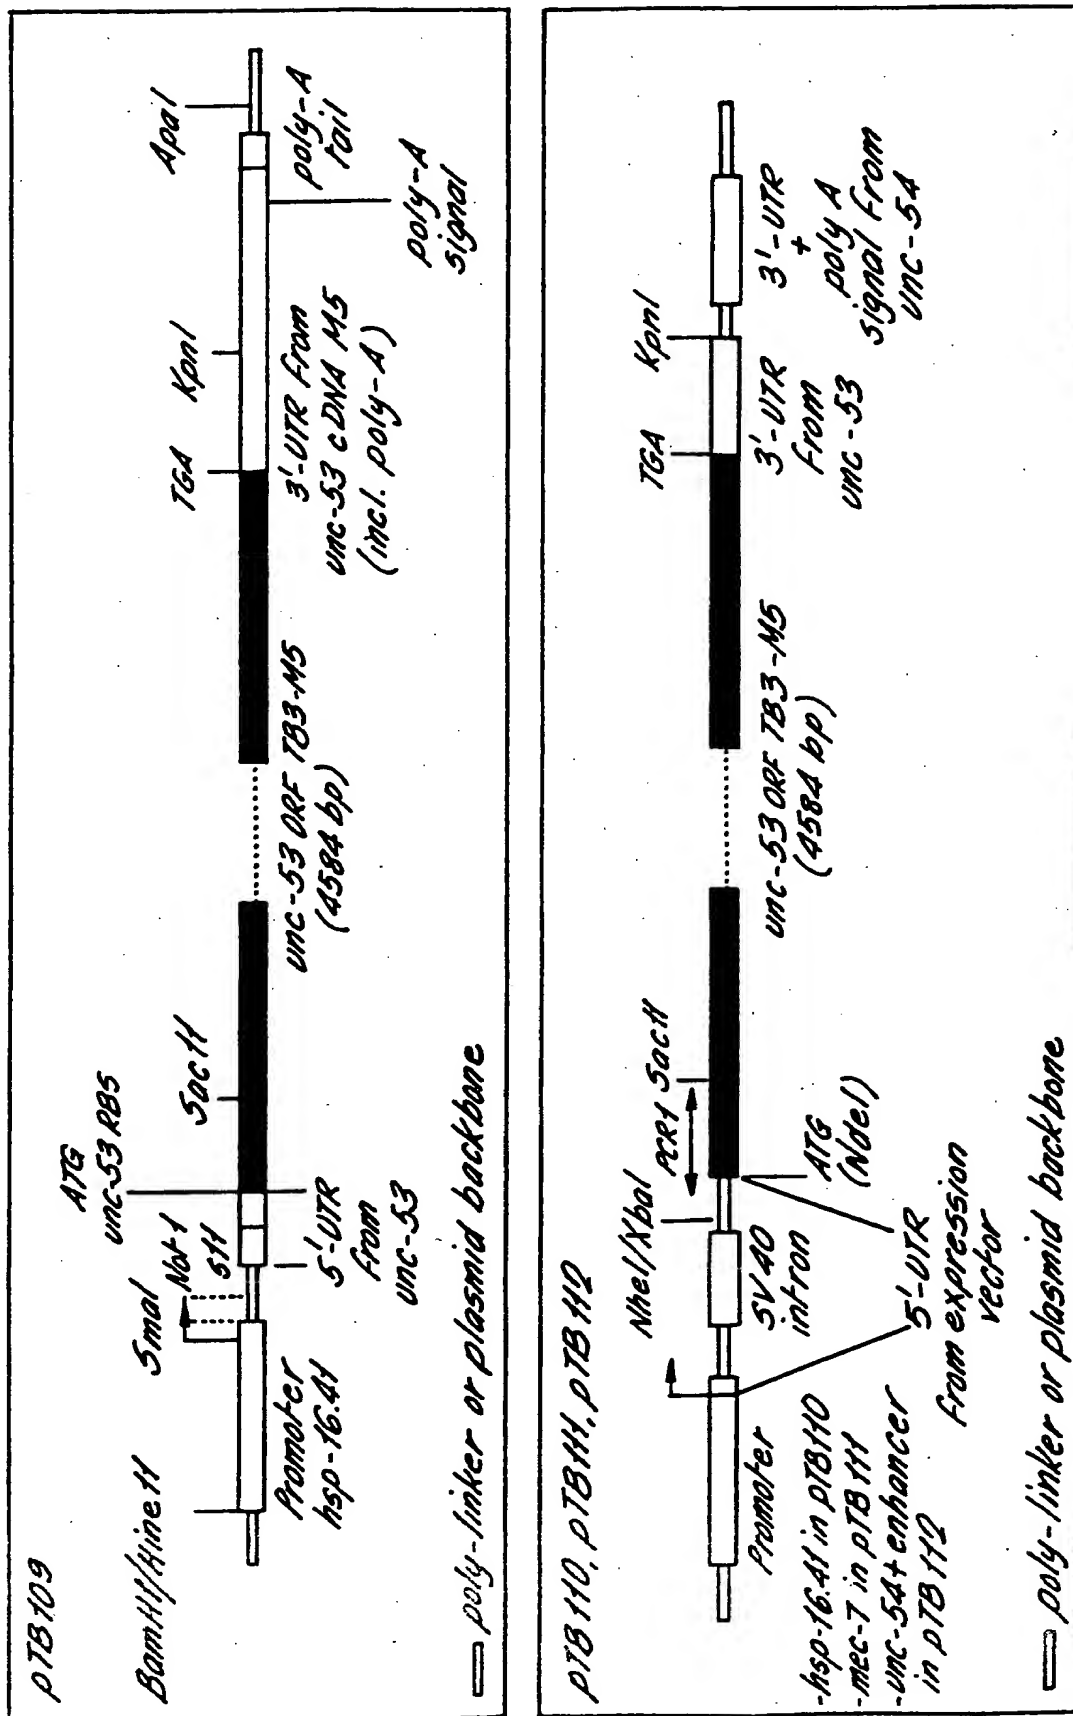 pTB109
BamHI/HincII
SmaI
NotI
stI
ATG
unc-53 RBS
SacII
TGA
KpnI
ApaI
Promoter
hsp-16.41
5'-UTR
from
unc-53
unc-53 ORF TB3-M5
(4584 bp)
3'-UTR from
unc-53 cDNA M5
(incl. poly-A)
poly-A
signal
poly-A
tail
poly-linker or plasmid backbone
pTB110, pTB111, pTB112
NheI/XbaI
PCR1
SacII
TGA
KpnI
Promoter
-hsp-16.41 in pTB110
-mec-7 in pTB111
-unc-54+enhancer
in pTB112
SV40
intron
ATG
(NdeI)
5'-UTR
from expression
vector
unc-53 ORF TB3-M5
(4584 bp)
3'-UTR
from
unc-53
3'-UTR
+
poly A
signal from
unc-54
poly-linker or plasmid backbone